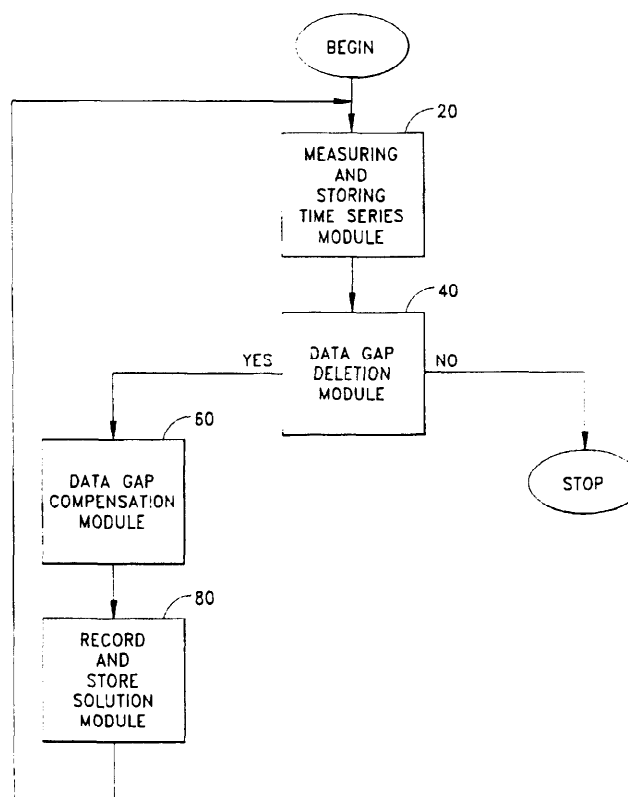 BEGIN
20
MEASURING
AND
STORING
TIME SERIES
MODULE
40
YES
DATA GAP
DELETION
MODULE
NO
60
DATA GAP
COMPENSATION
MODULE
STOP
80
RECORD
AND
STORE
SOLUTION
MODULE